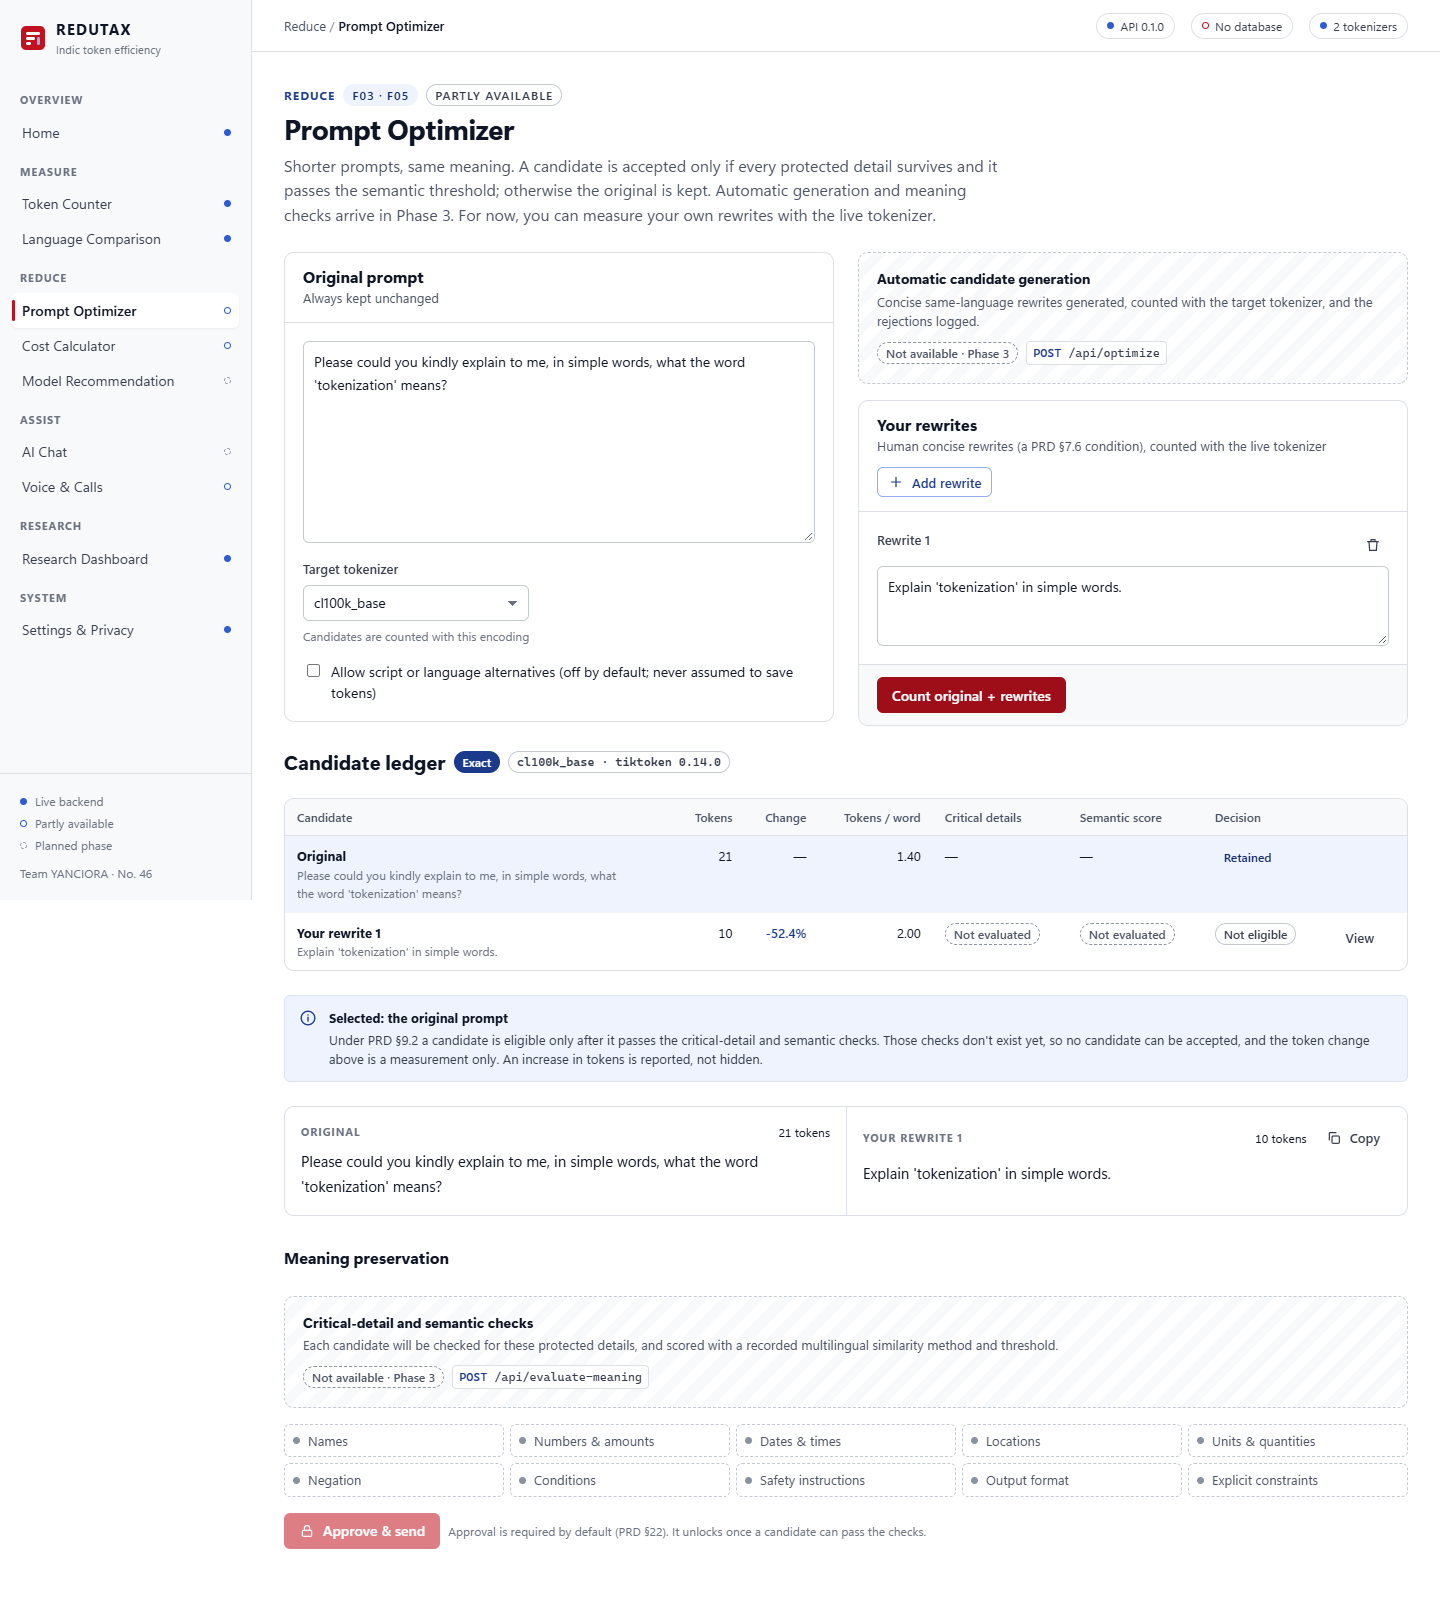 REDUTAX
Indic token efficiency
OVERVIEW
Home
MEASURE
Token Counter
Language Comparison
REDUCE
Prompt Optimizer
Cost Calculator
Model Recommendation
ASSIST
AI Chat
Voice & Calls
RESEARCH
Research Dashboard
SYSTEM
Settings & Privacy
Live backend
Partly available
Planned phase
Team YANCIORA · No. 46
Reduce / Prompt Optimizer
API 0.1.0
No database
2 tokenizers
REDUCE F03 · F05 PARTLY AVAILABLE
Prompt Optimizer
Shorter prompts, same meaning. A candidate is accepted only if every protected detail survives and it
passes the semantic threshold; otherwise the original is kept. Automatic generation and meaning
checks arrive in Phase 3. For now, you can measure your own rewrites with the live tokenizer.
Original prompt
Always kept unchanged
Please could you kindly explain to me, in simple words, what the word
'tokenization' means?
Target tokenizer
cl100k_base
Candidates are counted with this encoding
Allow script or language alternatives (off by default; never assumed to save
tokens)
Automatic candidate generation
Concise same-language rewrites generated, counted with the target tokenizer, and the
rejections logged.
Not available · Phase 3 POST /api/optimize
Your rewrites
Human concise rewrites (a PRD §7.6 condition), counted with the live tokenizer
Add rewrite
Rewrite 1
Explain 'tokenization' in simple words.
Count original + rewrites
Candidate ledger Exact cl100k_base · tiktoken 0.14.0
Candidate Tokens Change Tokens / word Critical details Semantic score Decision
Original 21 — 1.40 — — Retained
Please could you kindly explain to me, in simple words, what
the word 'tokenization' means?
Your rewrite 1 10 -52.4% 2.00 Not evaluated Not evaluated Not eligible View
Explain 'tokenization' in simple words.
Selected: the original prompt
Under PRD §9.2 a candidate is eligible only after it passes the critical-detail and semantic checks. Those checks don't exist yet, so no candidate can be accepted, and the token change
above is a measurement only. An increase in tokens is reported, not hidden.
ORIGINAL 21 tokens
Please could you kindly explain to me, in simple words, what the word
'tokenization' means?
YOUR REWRITE 1 10 tokens Copy
Explain 'tokenization' in simple words.
Meaning preservation
Critical-detail and semantic checks
Each candidate will be checked for these protected details, and scored with a recorded multilingual similarity method and threshold.
Not available · Phase 3 POST /api/evaluate-meaning
Names Numbers & amounts Dates & times Locations Units & quantities
Negation Conditions Safety instructions Output format Explicit constraints
Approve & send Approval is required by default (PRD §22). It unlocks once a candidate can pass the checks.